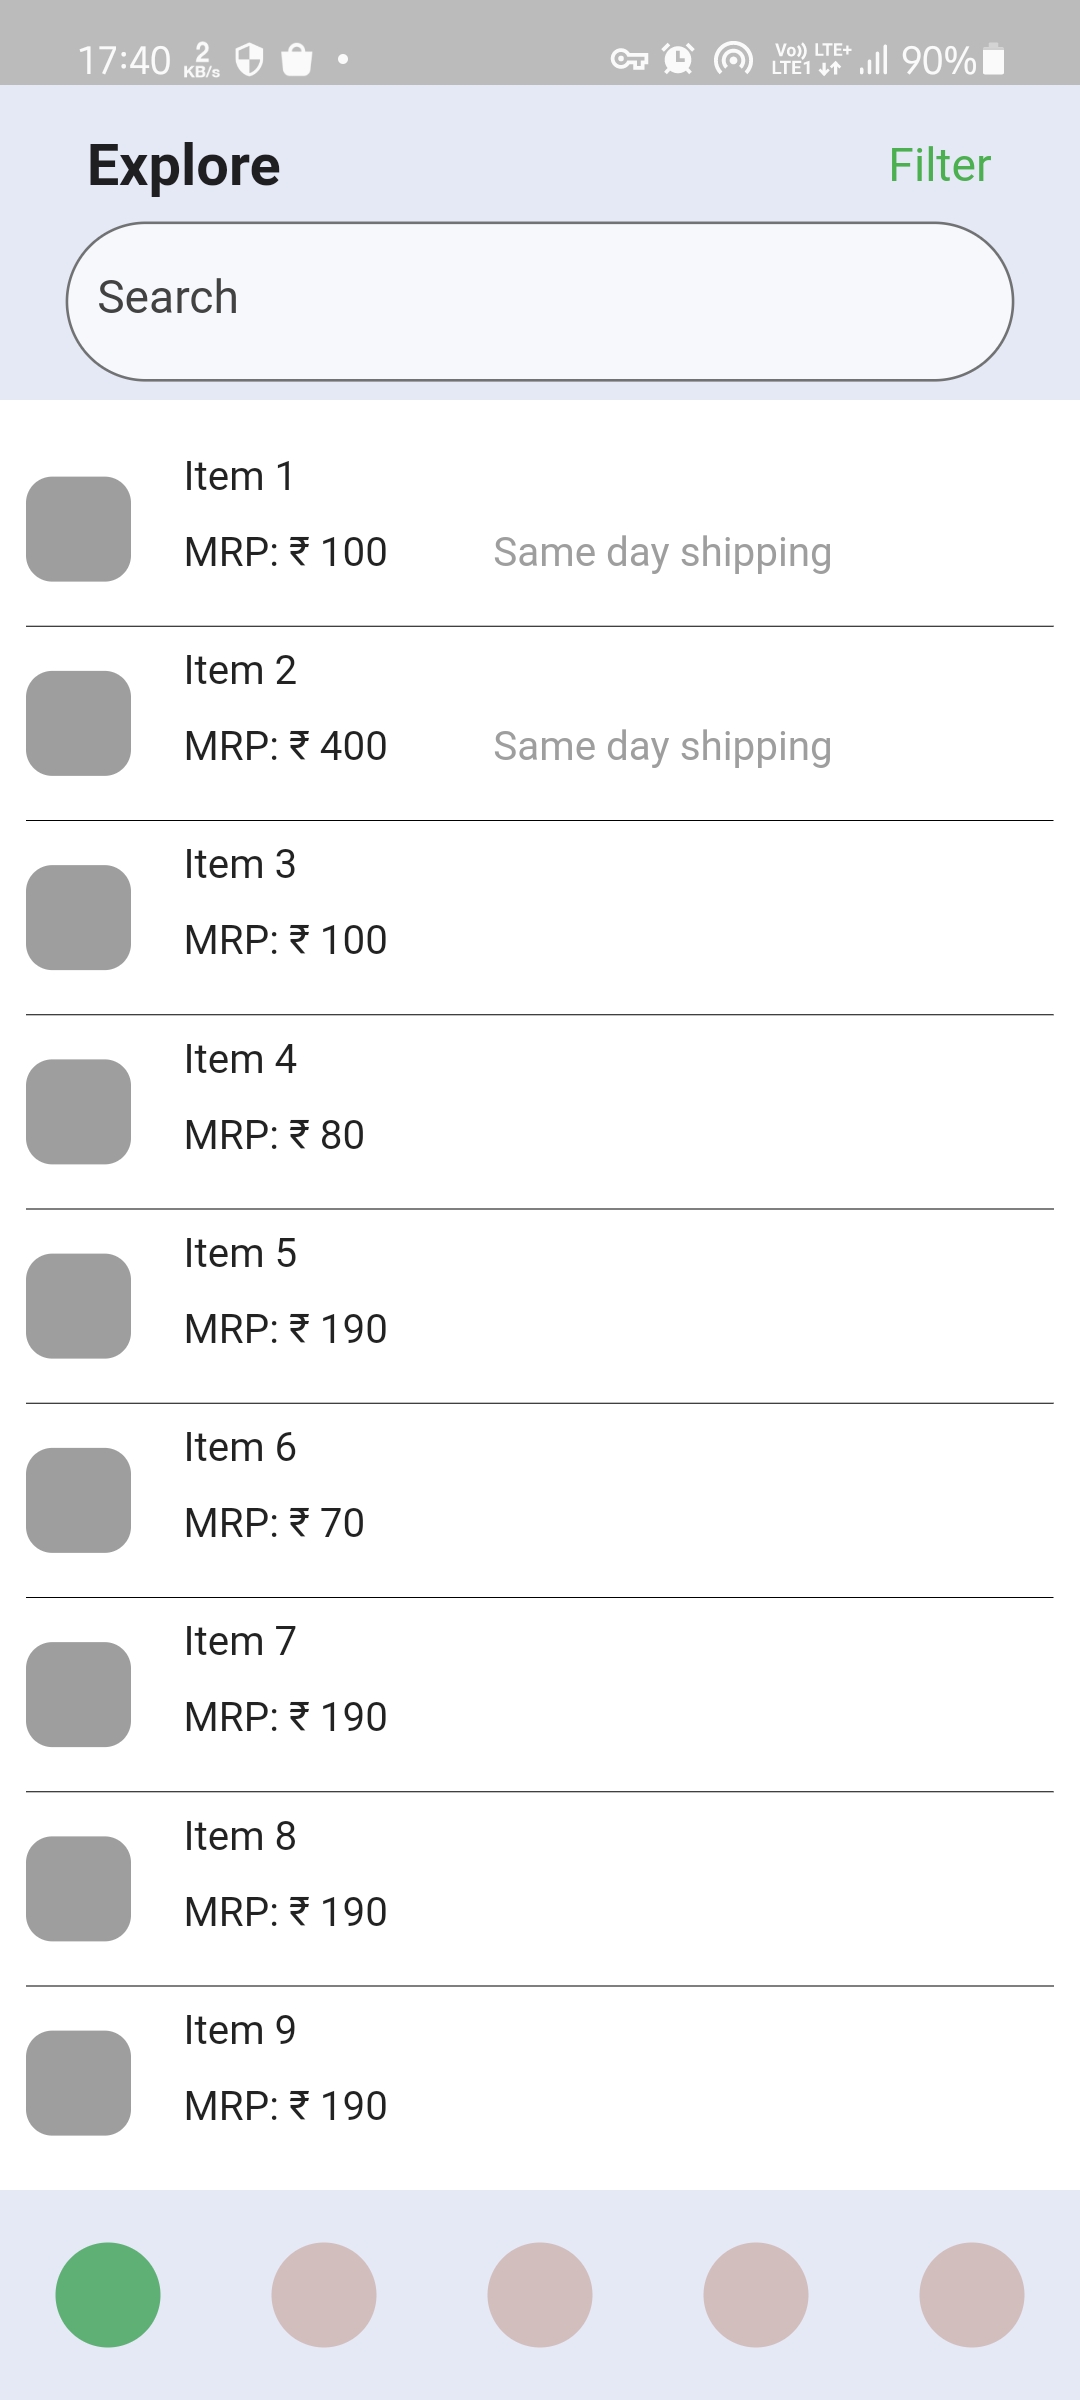 17:40 2 KB/s Vo)) LTE+ LTE1 90%
Explore Filter
Search
Item 1
MRP: ₹ 100 Same day shipping
Item 2
MRP: ₹ 400 Same day shipping
Item 3
MRP: ₹ 100
Item 4
MRP: ₹ 80
Item 5
MRP: ₹ 190
Item 6
MRP: ₹ 70
Item 7
MRP: ₹ 190
Item 8
MRP: ₹ 190
Item 9
MRP: ₹ 190